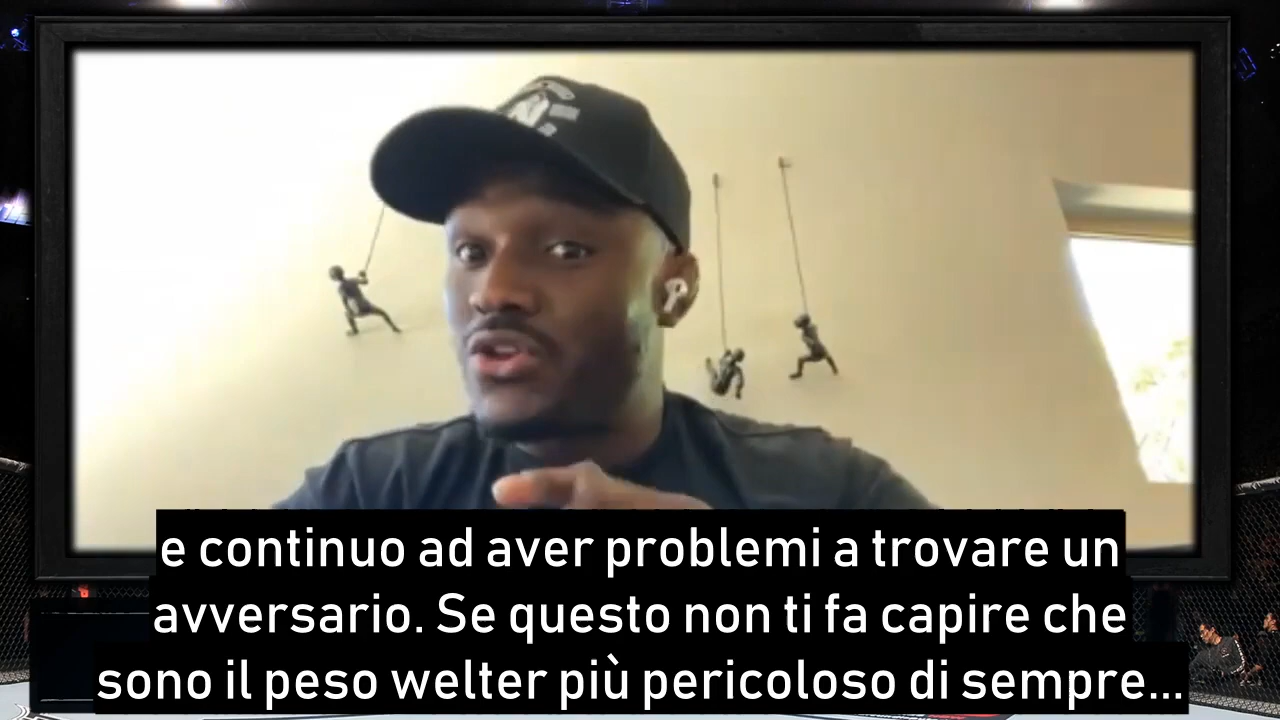 e continuo ad aver problemi a trovare un
avversario. Se questo non ti fa capire che
sono il peso welter più pericoloso di sempre...